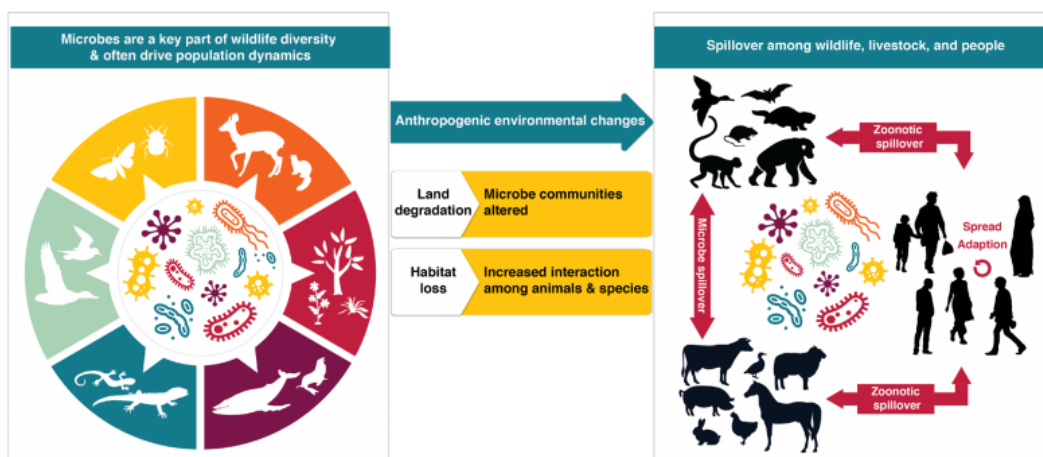 Microbes are a key part of wildlife diversity
& often drive population dynamics
Anthropogenic environmental changes
Land
degradation
Microbe communities
altered
Habitat
loss
Increased interaction
among animals & species
Spillover among wildlife, livestock, and people
Zoonotic
spillover
Microbe spillover
Spread
Adaption
Zoonotic
spillover